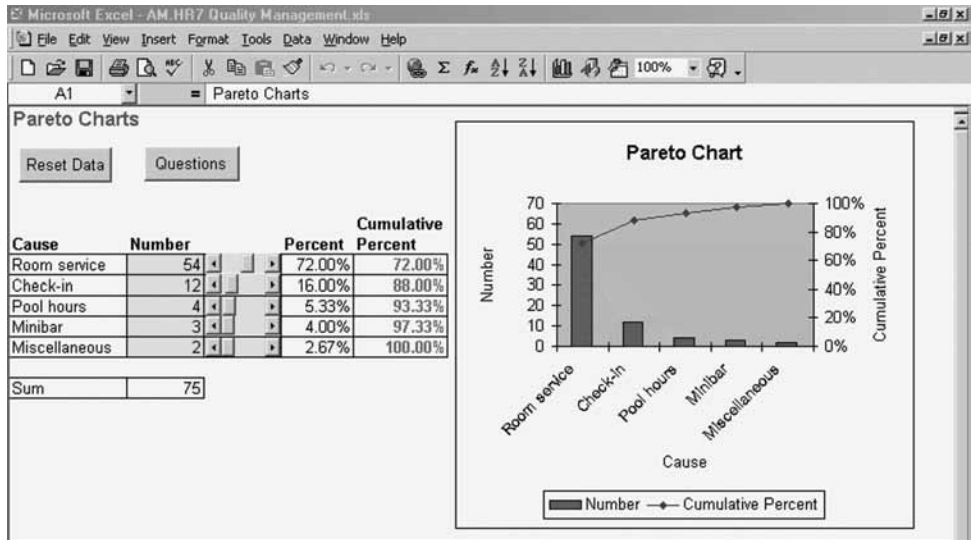 Microsoft Excel - AM.HR7 Quality Management.xls
File Edit View Insert Format Tools Data Window Help
ABC Σ fx A Z Z A 100%
A1 = Pareto Charts
Pareto Charts
Reset Data Questions
Cause Number Percent Cumulative Percent
Room service 54 72.00% 72.00%
Check-in 12 16.00% 88.00%
Pool hours 4 5.33% 93.33%
Minibar 3 4.00% 97.33%
Miscellaneous 2 2.67% 100.00%
Sum 75
Pareto Chart
Number
70
60
50
40
30
20
10
0
100%
80%
60%
40%
20%
0%
Cumulative Percent
Room service
Check-in
Pool hours
Minibar
Miscellaneous
Cause
Number Cumulative Percent